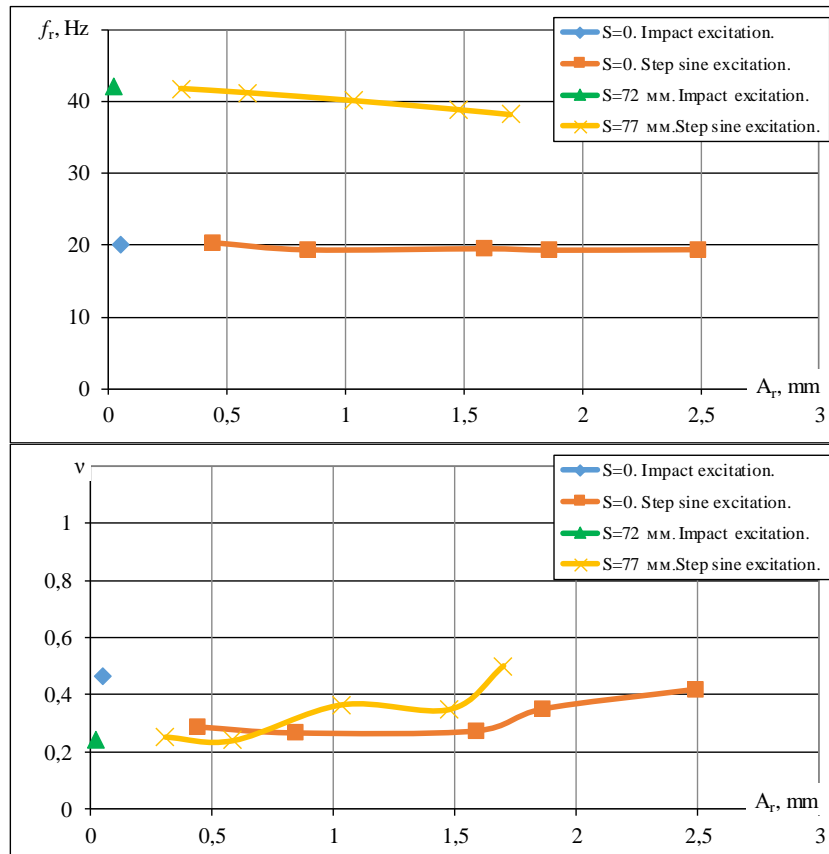 fr, Hz
S=0. Impact excitation.
S=0. Step sine excitation.
S=72 мм. Impact excitation.
S=77 мм.Step sine excitation.
40
30
20
10
0
Ar, mm
0 0,5 1 1,5 2 2,5 3
ν
S=0. Impact excitation.
S=0. Step sine excitation.
S=72 мм. Impact excitation.
S=77 мм.Step sine excitation.
1
0,8
0,6
0,4
0,2
0
Ar, mm
0 0,5 1 1,5 2 2,5 3